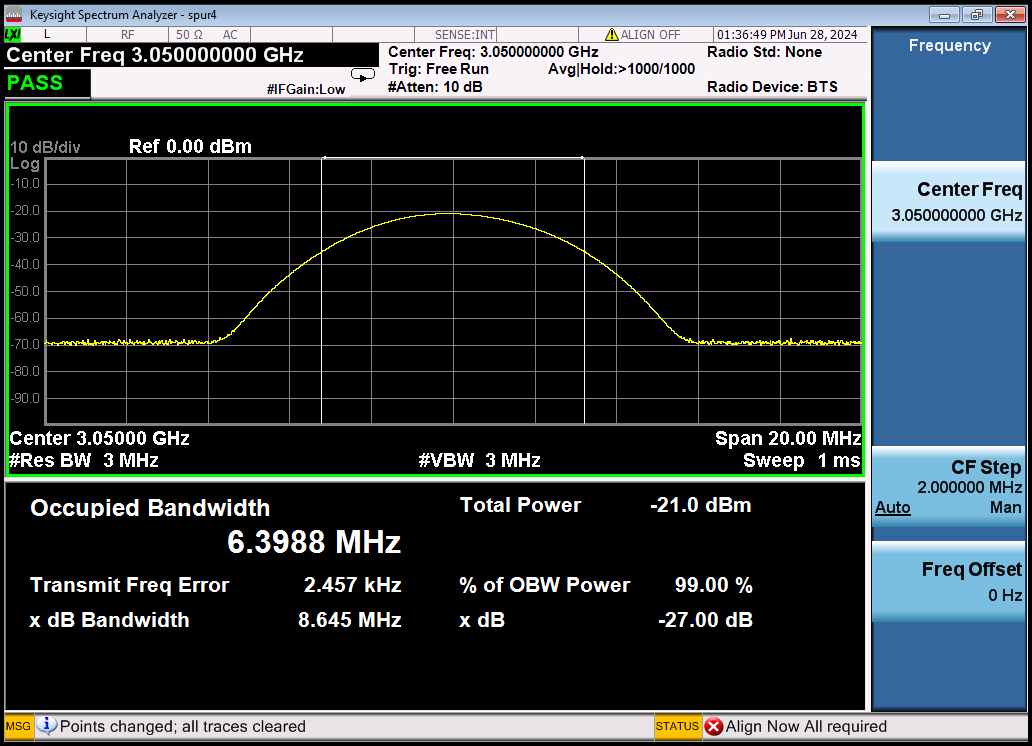 Keysight Spectrum Analyzer - spur4
LXI L RF 50 Ω AC SENSE:INT ALIGN OFF 01:36:49 PM Jun 28, 2024
Center Freq 3.050000000 GHz
PASS
#IFGain:Low
Center Freq: 3.050000000 GHz
Trig: Free Run Avg|Hold:>1000/1000
#Atten: 10 dB
Radio Std: None
Radio Device: BTS
10 dB/div Ref 0.00 dBm
Log
-10.0
-20.0
-30.0
-40.0
-50.0
-60.0
-70.0
-80.0
-90.0
Center 3.05000 GHz Span 20.00 MHz
#Res BW 3 MHz #VBW 3 MHz Sweep 1 ms
Occupied Bandwidth Total Power -21.0 dBm
6.3988 MHz
Transmit Freq Error 2.457 kHz % of OBW Power 99.00 %
x dB Bandwidth 8.645 MHz x dB -27.00 dB
Frequency
Center Freq
3.050000000 GHz
CF Step
2.000000 MHz
Auto Man
Freq Offset
0 Hz
MSG Points changed; all traces cleared STATUS Align Now All required